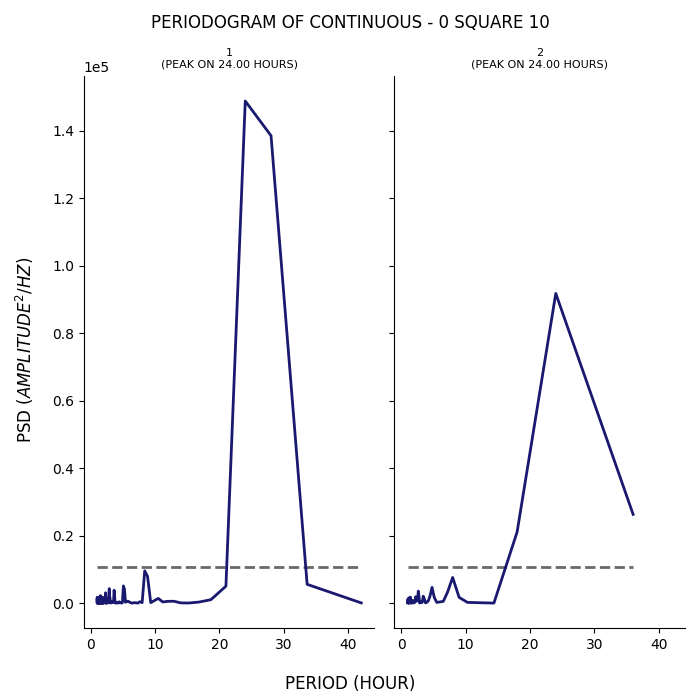 PERIODOGRAM OF CONTINUOUS - 0 SQUARE 10
1
(PEAK ON 24.00 HOURS)
2
(PEAK ON 24.00 HOURS)
1e5
1.4
1.2
1.0
0.8
0.6
0.4
0.2
0.0
PSD (AMPLITUDE²/HZ)
0 10 20 30 40
0 10 20 30 40
PERIOD (HOUR)